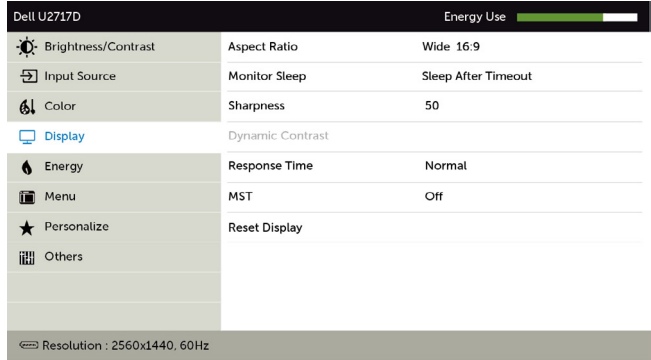 Dell U2717D
Energy Use
Brightness/Contrast
Aspect Ratio
Wide 16:9
Input Source
Monitor Sleep
Sleep After Timeout
Color
Sharpness
50
Display
Dynamic Contrast
Energy
Response Time
Normal
Menu
MST
Off
Personalize
Reset Display
Others
Resolution : 2560x1440, 60Hz